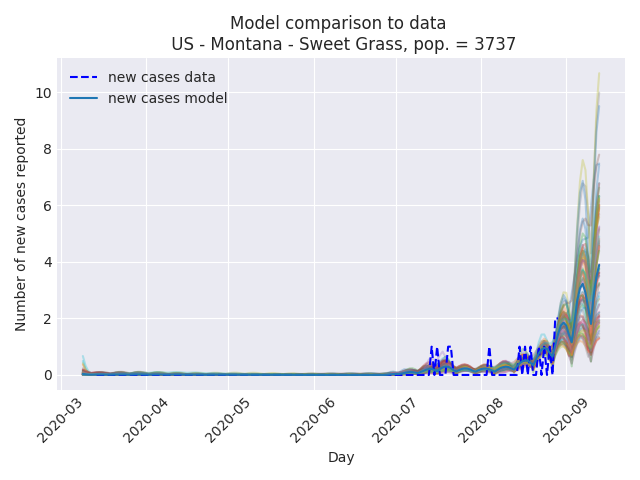 Model comparison to data
US - Montana - Sweet Grass, pop. = 3737
new cases data
new cases model
Number of new cases reported
10
8
6
4
2
0
2020-03
2020-04
2020-05
2020-06
2020-07
2020-08
2020-09
Day